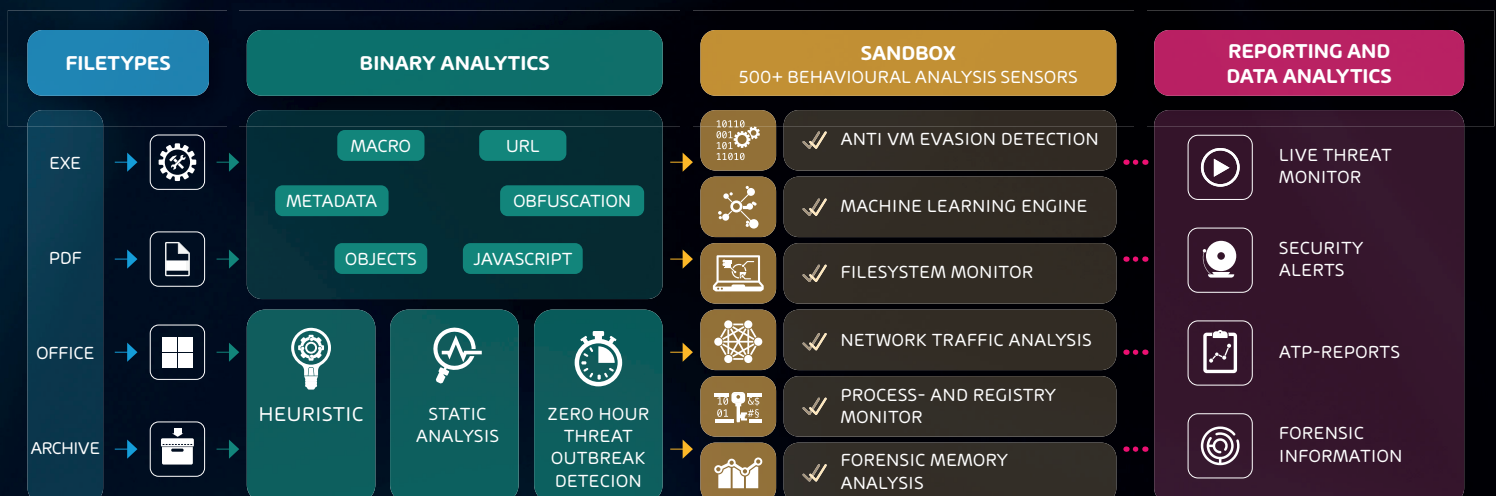 FILETYPES
EXE
PDF
OFFICE
ARCHIVE
BINARY ANALYTICS
MACRO
URL
METADATA
OBFUSCATION
OBJECTS
JAVASCRIPT
HEURISTIC
STATIC
ANALYSIS
ZERO HOUR
THREAT
OUTBREAK
DETECION
SANDBOX
500+ BEHAVIOURAL ANALYSIS SENSORS
10110
001
101
11010
ANTI VM EVASION DETECTION
MACHINE LEARNING ENGINE
FILESYSTEM MONITOR
NETWORK TRAFFIC ANALYSIS
10 &$
01 #§
PROCESS- AND REGISTRY
MONITOR
FORENSIC MEMORY
ANALYSIS
REPORTING AND
DATA ANALYTICS
LIVE THREAT
MONITOR
SECURITY
ALERTS
ATP-REPORTS
FORENSIC
INFORMATION